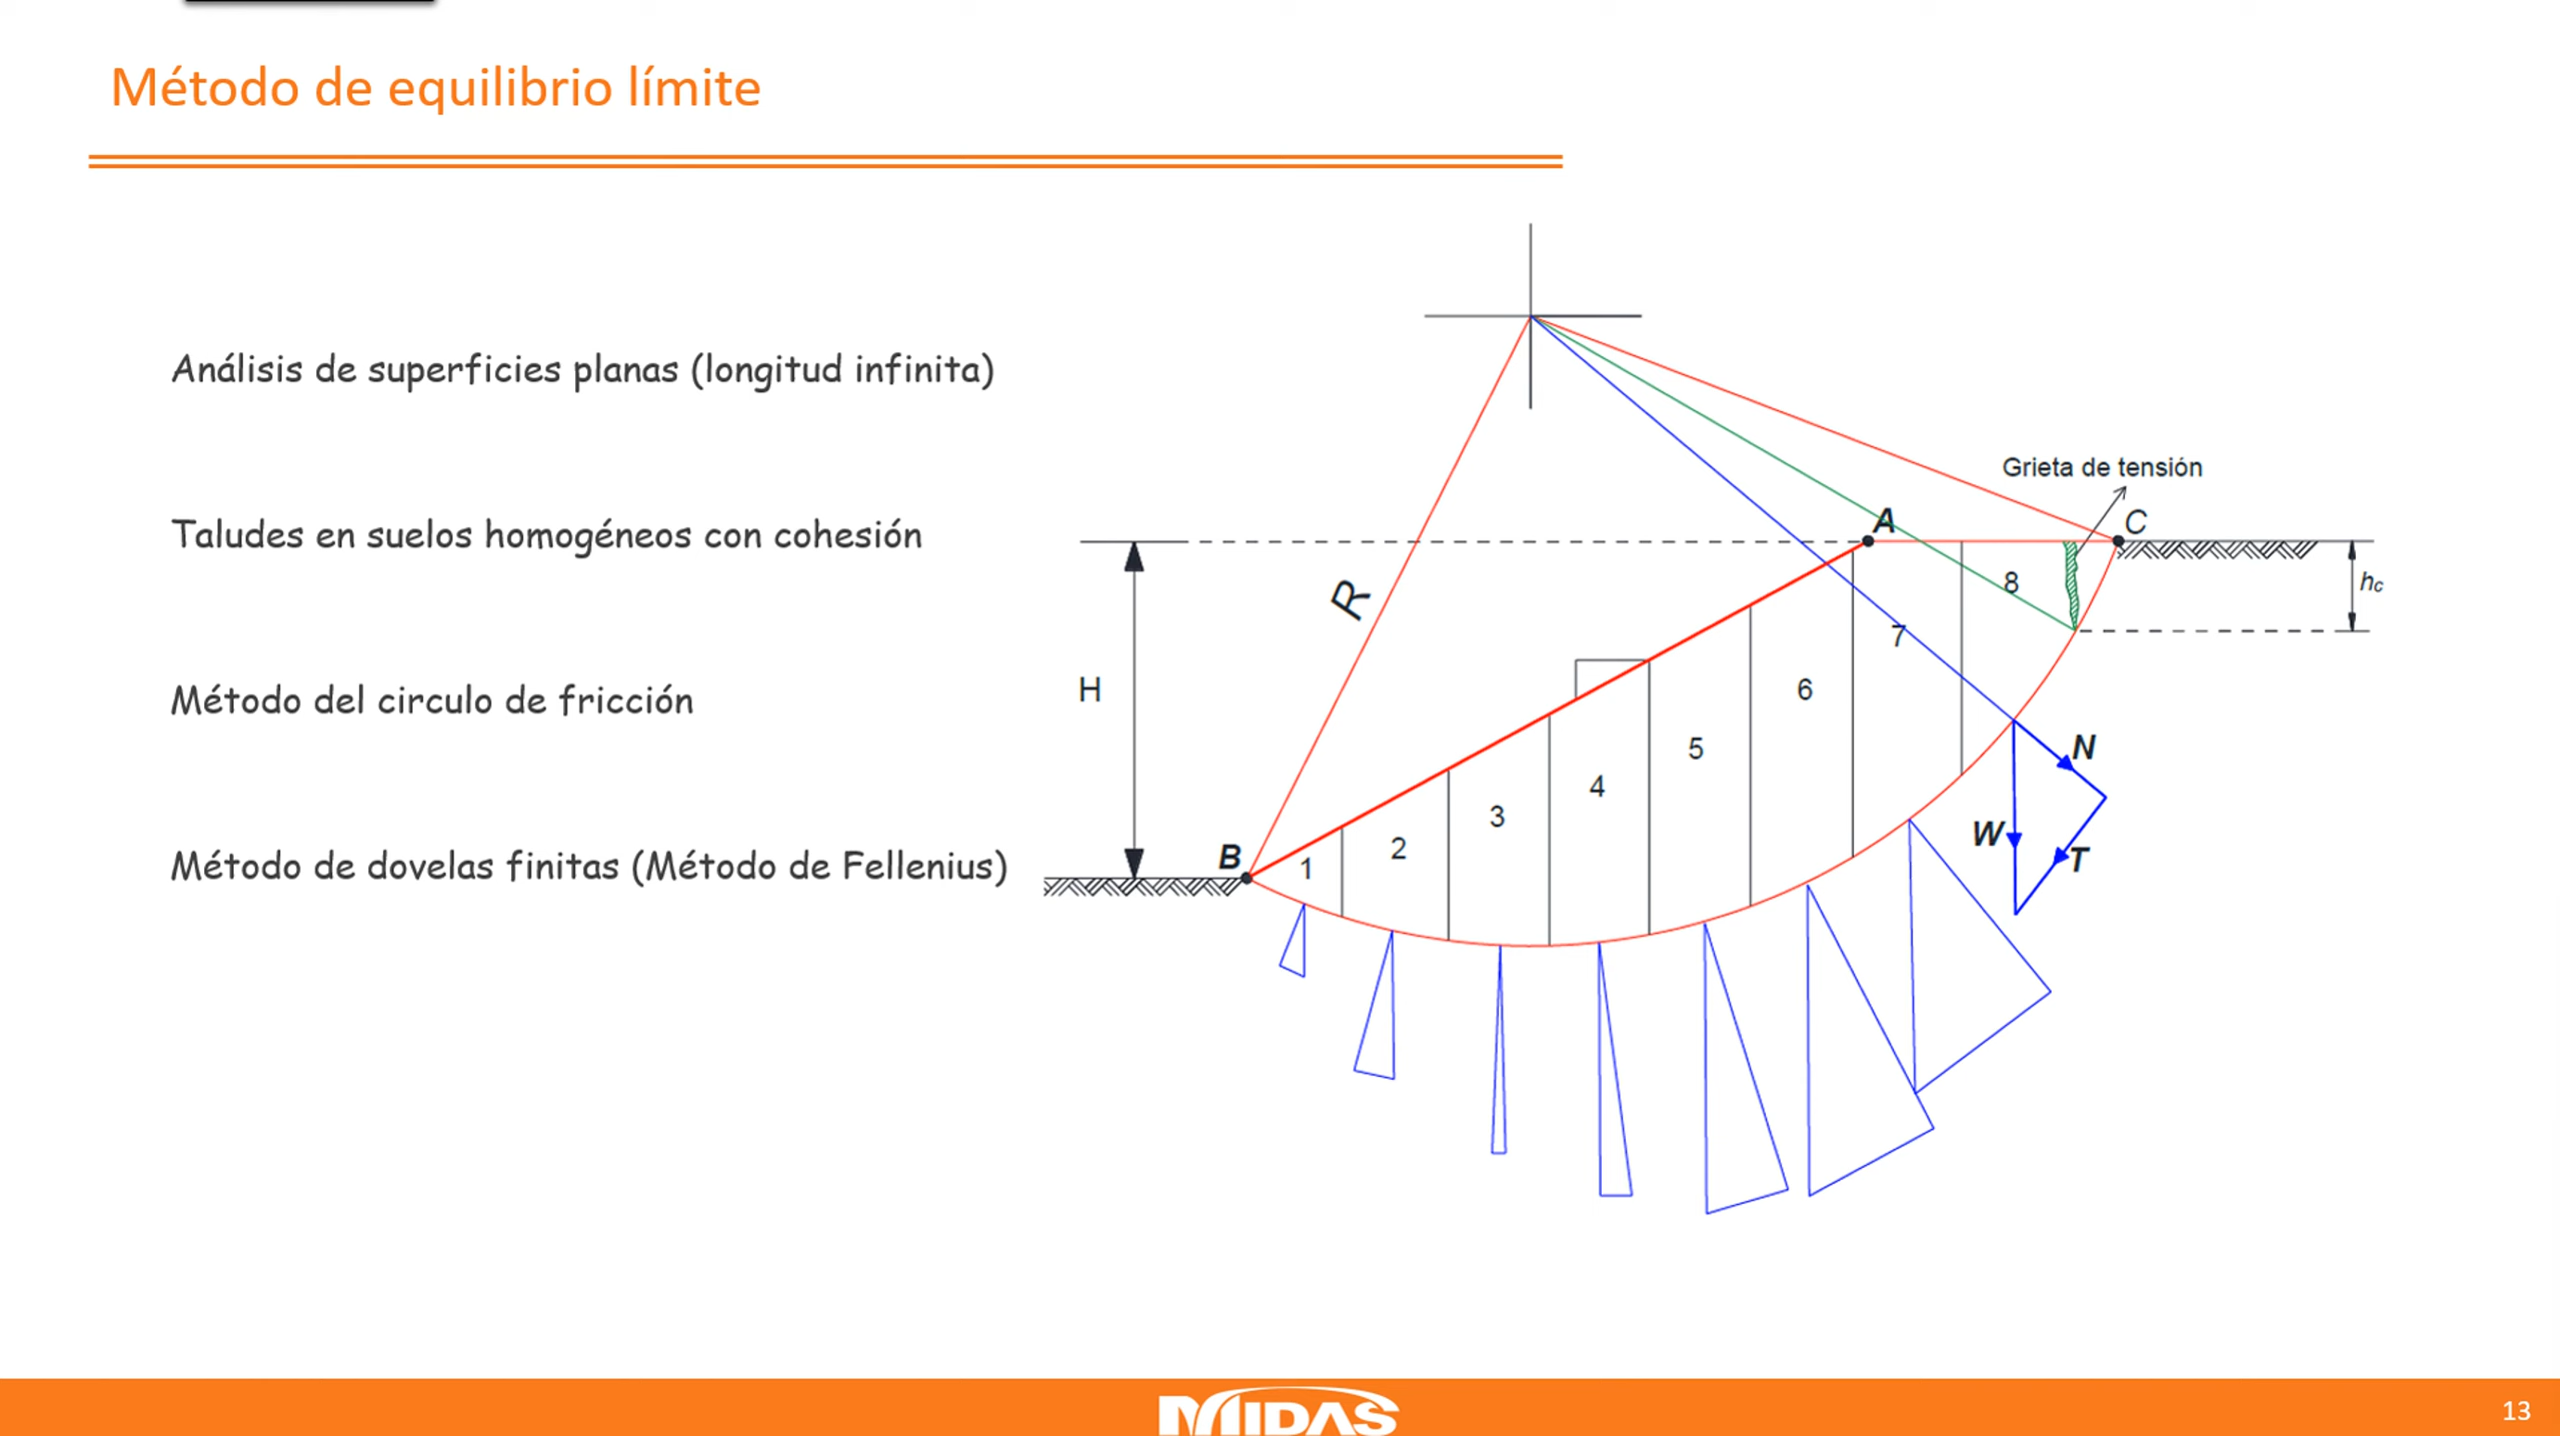 Método de equilibrio límite
Análisis de superficies planas (longitud infinita)
Taludes en suelos homogéneos con cohesión
Método del circulo de fricción
Método de dovelas finitas (Método de Fellenius)
Grieta de tensión
A
C
R
8
hc
7
H
6
N
5
4
W
3
T
2
B
1
MIDAS
13